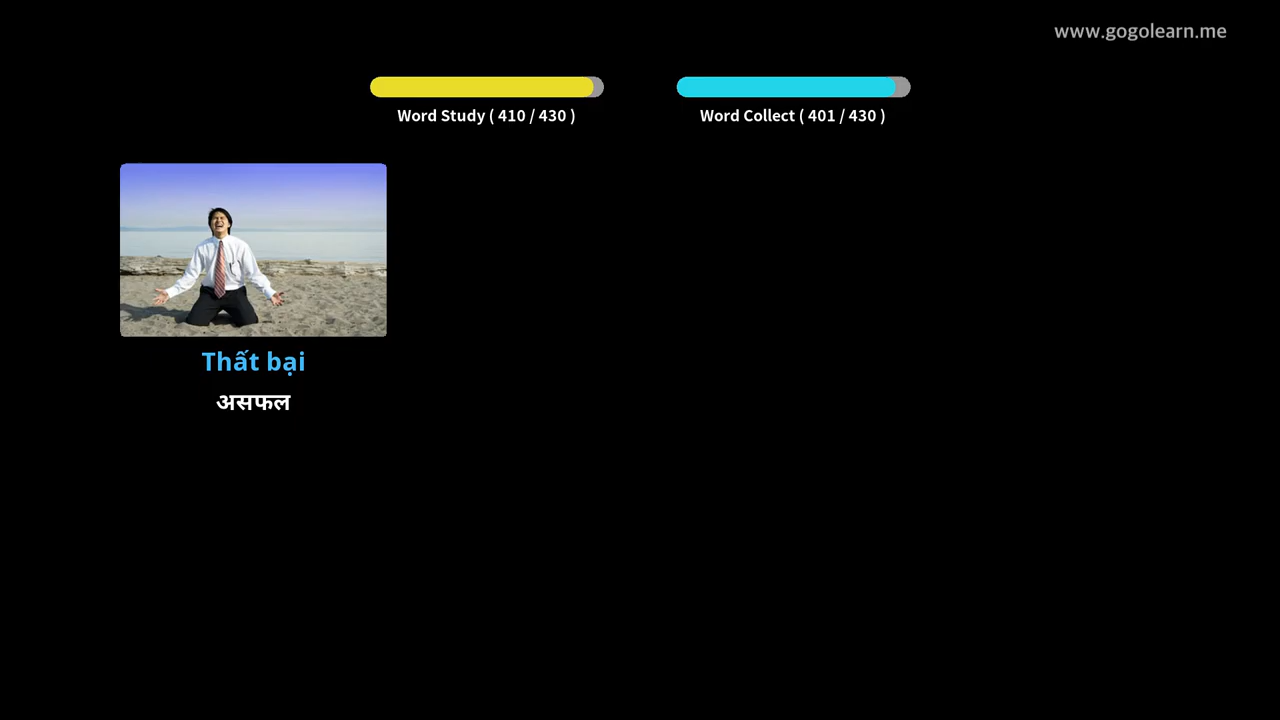 www.gogolearn.me
Word Study ( 410 / 430 )
Word Collect ( 401 / 430 )
Thất bại
असफल